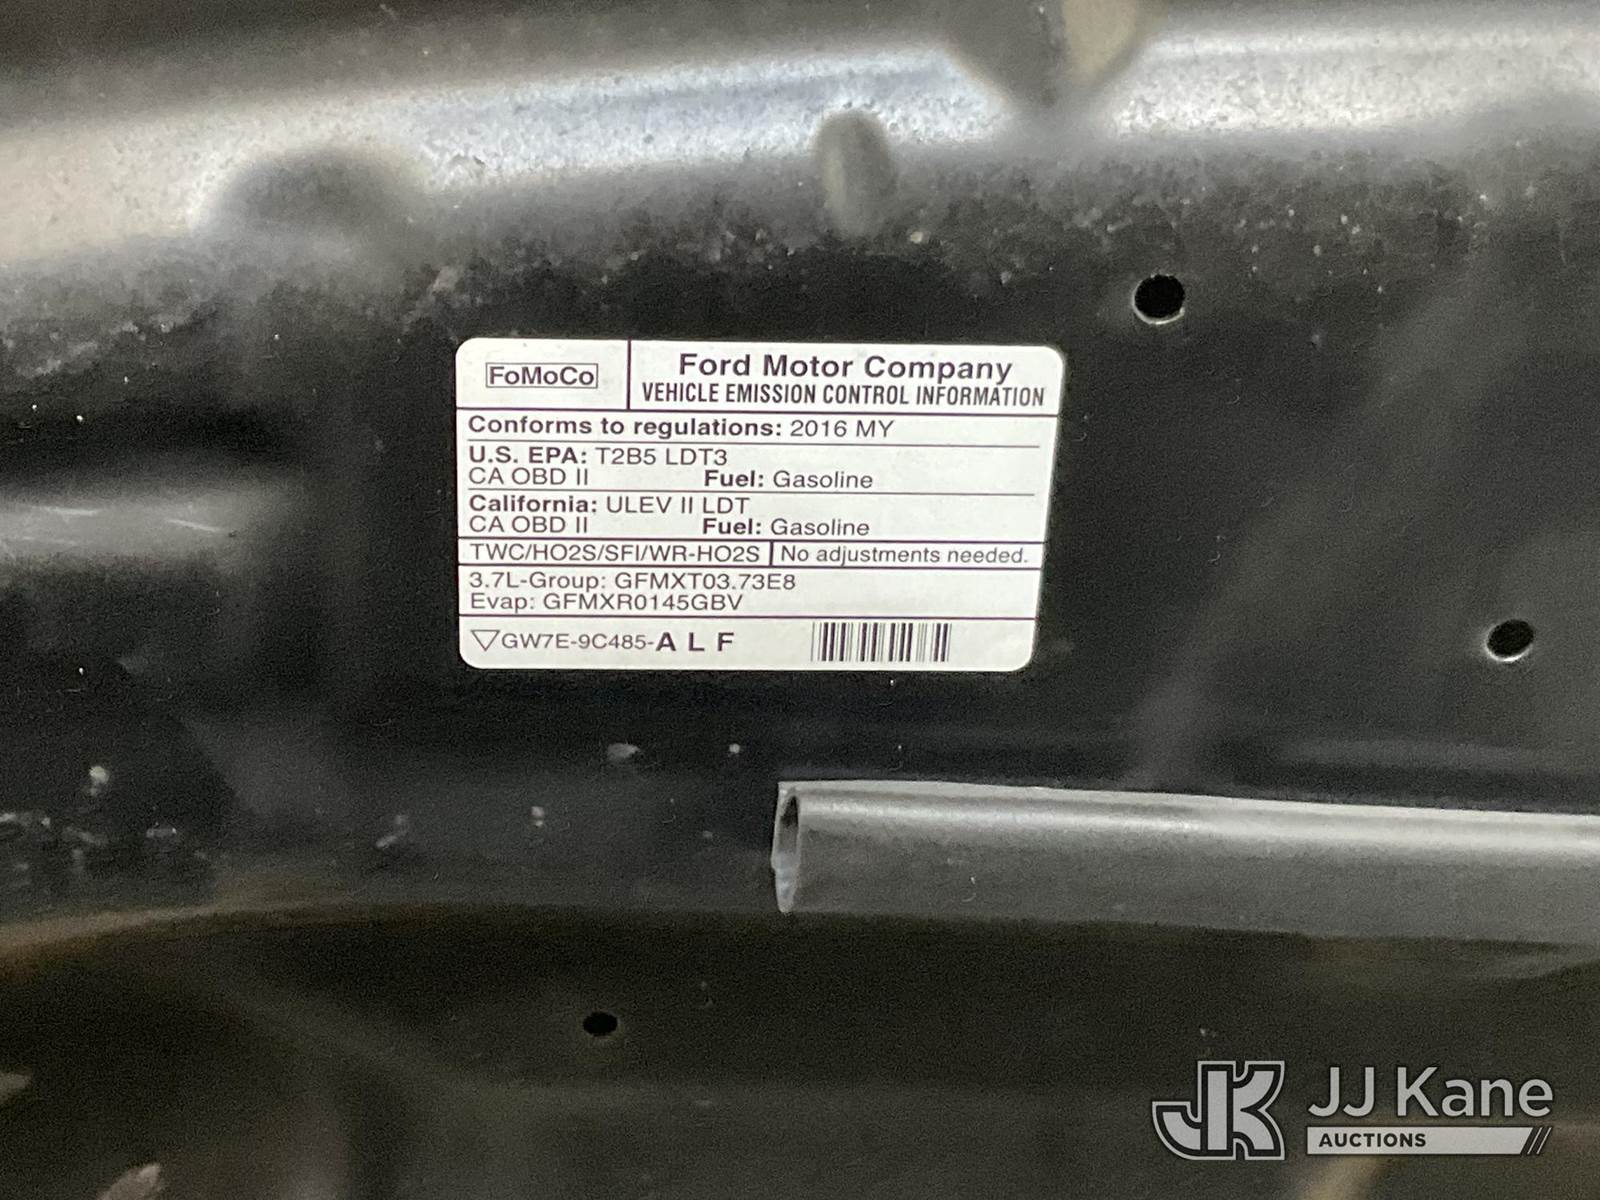 FoMoCo
Ford Motor Company
VEHICLE EMISSION CONTROL INFORMATION
Conforms to regulations: 2016 MY
U.S. EPA: T2B5 LDT3
CA OBD II Fuel: Gasoline
California: ULEV II LDT
CA OBD II Fuel: Gasoline
TWC/HO2S/SFI/WR-HO2S No adjustments needed.
3.7L-Group: GFMXT03.73E8
Evap: GFMXR0145GBV
GW7E-9C485-A L F
JK JJ Kane
AUCTIONS